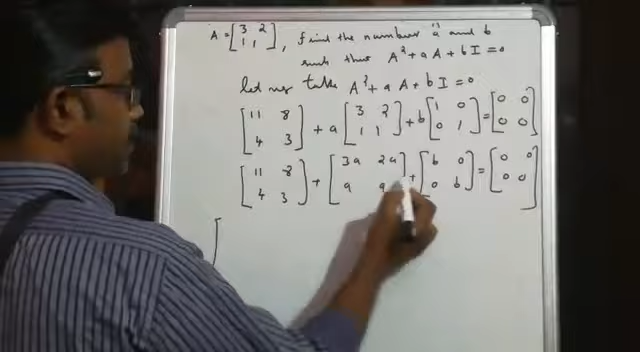 A = [3 2 1 1], find the numbers 'a' and b
such that A² + aA + bI = 0
let us take A² + aA + bI = 0
[11 8 4 3] + a [3 2 1 1] + b [1 0 0 1] = [0 0 0 0]
[11 8 4 3] + [3a 2a a a] + [b 0 0 b] = [0 0 0 0]
[